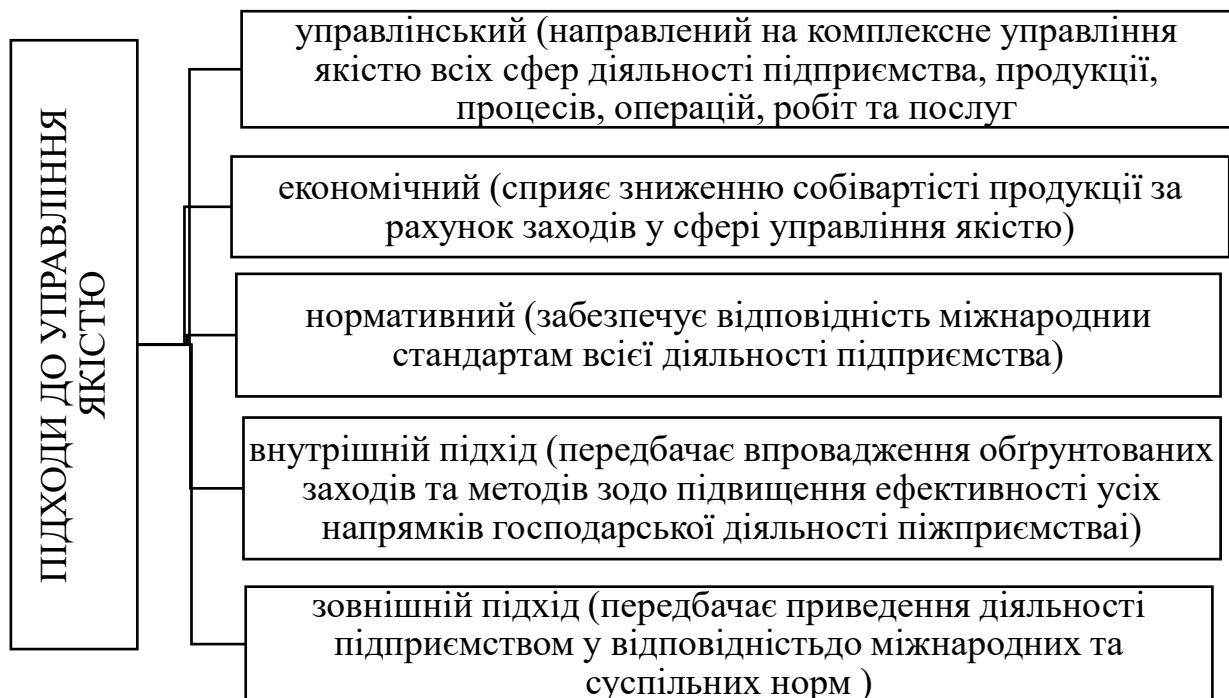 ПІДХОДИ ДО УПРАВЛІННЯ
ЯКІСТЮ
управлінський (направлений на комплексне управління
якістю всіх сфер діяльності підприємства, продукції,
процесів, операцій, робіт та послуг
економічний (сприяє зниженню собівартісті продукції за
рахунок заходів у сфері управління якістю)
нормативний (забезпечує відповідність міжнароднии
стандартам всієї діяльності підприємства)
внутрішній підхід (передбачає впровадження обґрунтованих
заходів та методів зодо підвищення ефективності усіх
напрямків господарської діяльності піжприємстваі)
зовнішній підхід (передбачає приведення діяльності
підприємством у відповідністьдо міжнародних та
суспільних норм )